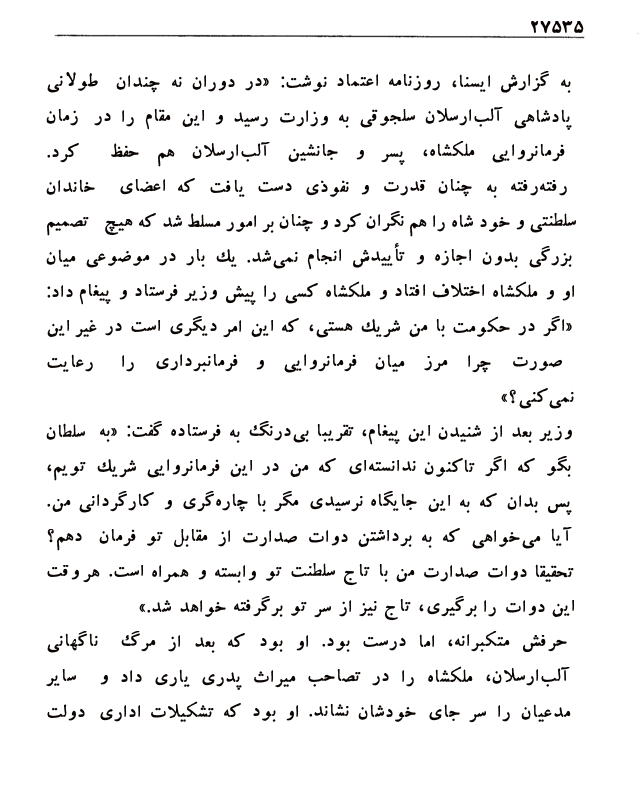 ۲۷۵۳۵
به گزارش ایسنا، روزنامه اعتماد نوشت: «در دوران نه چندان طولانی
پادشاهی آلب‌ارسلان سلجوقی به وزارت رسید و این مقام را در زمان
فرمانروایی ملکشاه، پسر و جانشین آلب‌ارسلان هم حفظ کرد.
رفته‌رفته به چنان قدرت و نفوذی دست یافت که اعضای خاندان
سلطنتی و خود شاه را هم نگران کرد و چنان بر امور مسلط شد که هیچ تصمیم
بزرگی بدون اجازه و تأییدش انجام نمی‌شد. یك بار در موضوعی میان
او و ملکشاه اختلاف افتاد و ملکشاه کسی را پیش وزیر فرستاد و پیغام داد:
«اگر در حکومت با من شریك هستی، که این امر دیگری است در غیر این
صورت چرا مرز میان فرمانروایی و فرمانبرداری را رعایت
نمی‌کنی؟»
وزیر بعد از شنیدن این پیغام، تقریبا بی‌درنگ به فرستاده گفت: «به سلطان
بگو که اگر تاکنون ندانسته‌ای که من در این فرمانروایی شریك تویم،
پس بدان که به این جایگاه نرسیدی مگر با چاره‌گری و کارگردانی من.
آیا می‌خواهی که به برداشتن دوات صدارت از مقابل تو فرمان دهم؟
تحقیقا دوات صدارت من با تاج سلطنت تو وابسته و همراه است. هر وقت
این دوات را برگیری، تاج نیز از سر تو برگرفته خواهد شد.»
حرفش متکبرانه، اما درست بود. او بود که بعد از مرگ ناگهانی
آلب‌ارسلان، ملکشاه را در تصاحب میراث پدری یاری داد و سایر
مدعیان را سر جای خودشان نشاند. او بود که تشکیلات اداری دولت